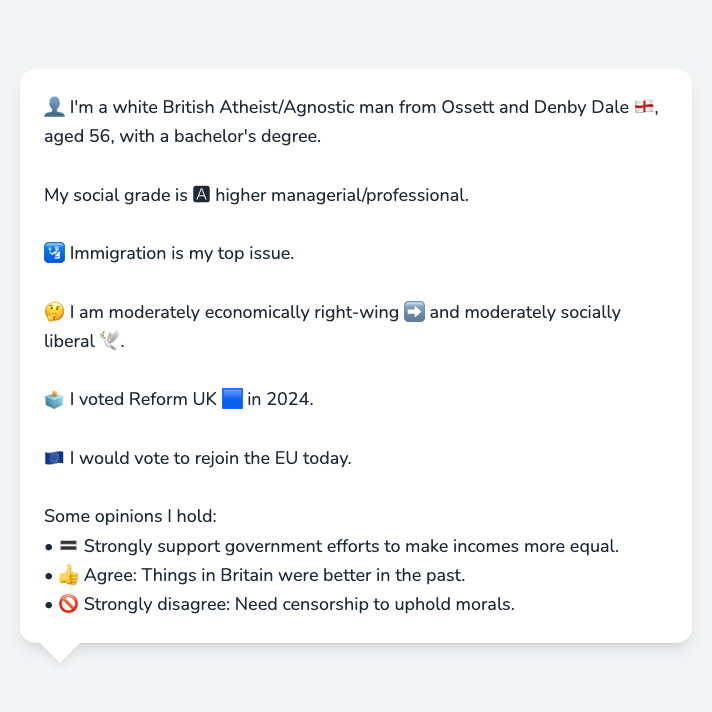 👤 I'm a white British Atheist/Agnostic man from Ossett and Denby Dale 🏴󠁧󠁢󠁥󠁮󠁧󠁿,
aged 56, with a bachelor's degree.
My social grade is 🅰 higher managerial/professional.
🛂 Immigration is my top issue.
🤔 I am moderately economically right-wing ➡️ and moderately socially
liberal 🕊️.
🗳️ I voted Reform UK 🟦 in 2024.
🇪🇺 I would vote to rejoin the EU today.
Some opinions I hold:
• 🟰 Strongly support government efforts to make incomes more equal.
• 👍 Agree: Things in Britain were better in the past.
• 🚫 Strongly disagree: Need censorship to uphold morals.